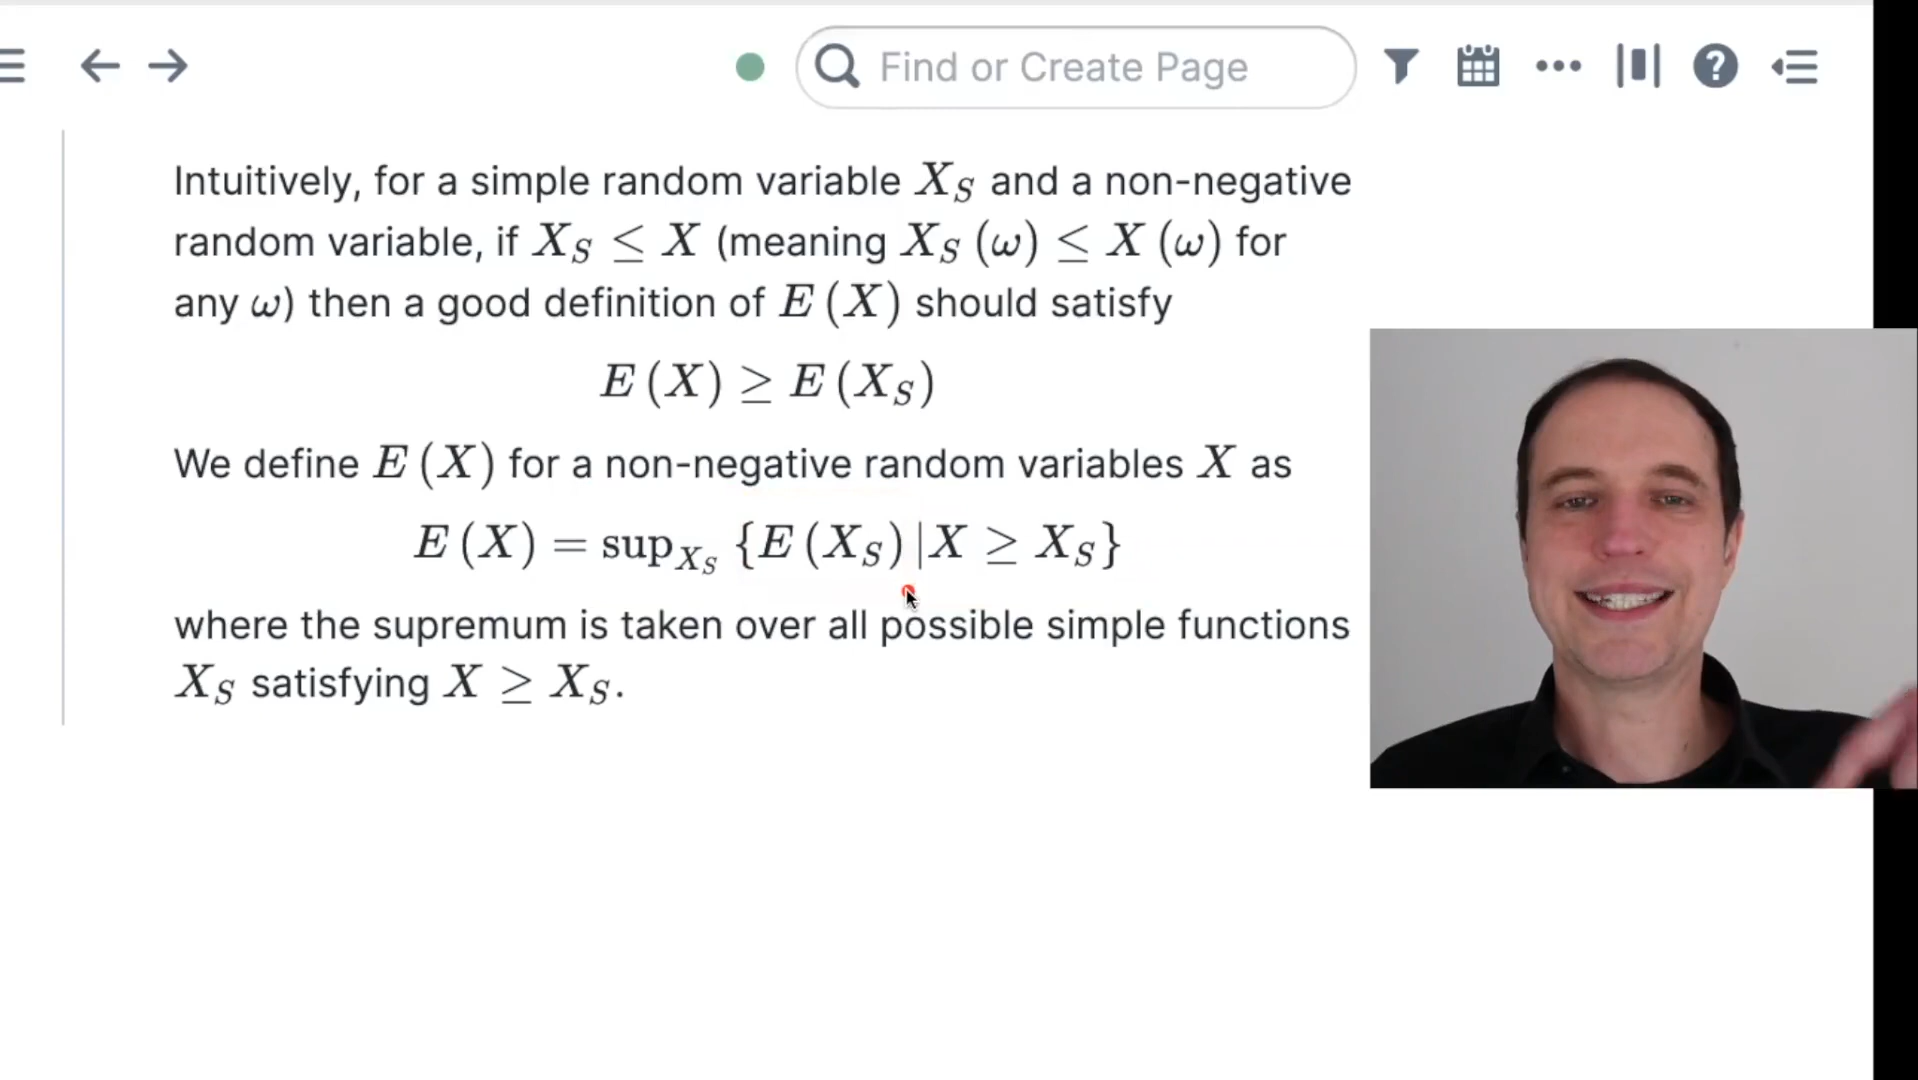 Find or Create Page
Intuitively, for a simple random variable X_S and a non-negative
random variable, if X_S ≤ X (meaning X_S (ω) ≤ X (ω) for
any ω) then a good definition of E (X) should satisfy
E (X) ≥ E (X_S)
We define E (X) for a non-negative random variables X as
E (X) = sup_{X_S} {E (X_S) |X ≥ X_S}
where the supremum is taken over all possible simple functions
X_S satisfying X ≥ X_S.